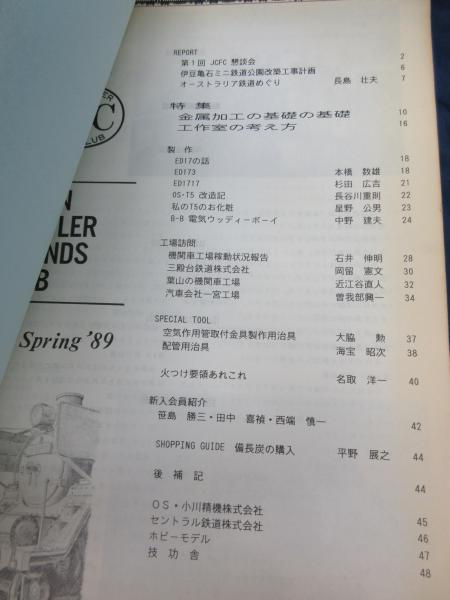 REPORT
第1回 JCFC 懇談会 2
伊豆亀石ミニ鉄道公園改築工事計画 6
オーストラリア鉄道めぐり 長島 壮夫 7
特集
金属加工の基礎の基礎 10
工作室の考え方 16
製作
ED17の話 18
ED173 本橋 数雄 18
ED1717 杉田 広吉 21
OS・T5 改造記 長谷川重則 22
私のT5のお化粧 星野 公男 23
B-B 電気ウッディーボーイ 中野 建夫 24
工場訪問
機関車工場稼動状況報告 石井 伸明 28
三殿台鉄道株式会社 岡留 憲文 30
葉山の機関車工場 近江谷直人 32
汽車会社一宮工場 曽我部興一 34
SPECIAL TOOL
空気作用管取付金具製作用治具 大脇 勲 37
配管用治具 海宝 昭次 38
火つけ要領あれこれ 名取 洋一 40
新入会員紹介
笹島 勝三・田中 喜禎・西端 慎一 42
SHOPPING GUIDE 備長炭の購入 平野 展之 44
後補記 44
OS・小川精機株式会社 45
セントラル鉄道株式会社 46
ホビーモデル 47
技功舎 48
C
CLUB
N
LER
NDS
B
Spring '89